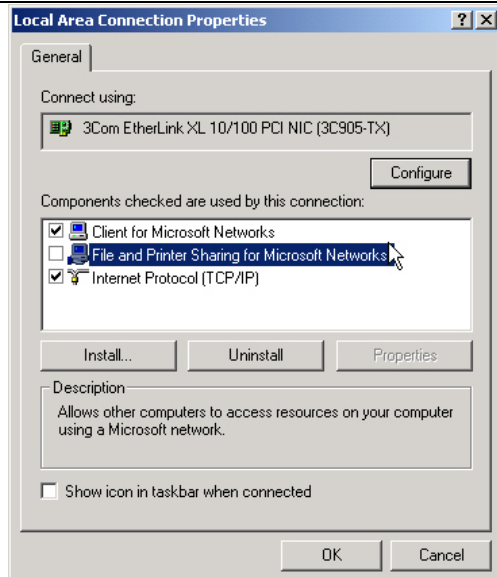 Local Area Connection Properties
General
Connect using:
3Com EtherLink XL 10/100 PCI NIC (3C905-TX)
Configure
Components checked are used by this connection:
Client for Microsoft Networks
File and Printer Sharing for Microsoft Networks
Internet Protocol (TCP/IP)
Install... Uninstall Properties
Description
Allows other computers to access resources on your computer
using a Microsoft network.
Show icon in taskbar when connected
OK Cancel